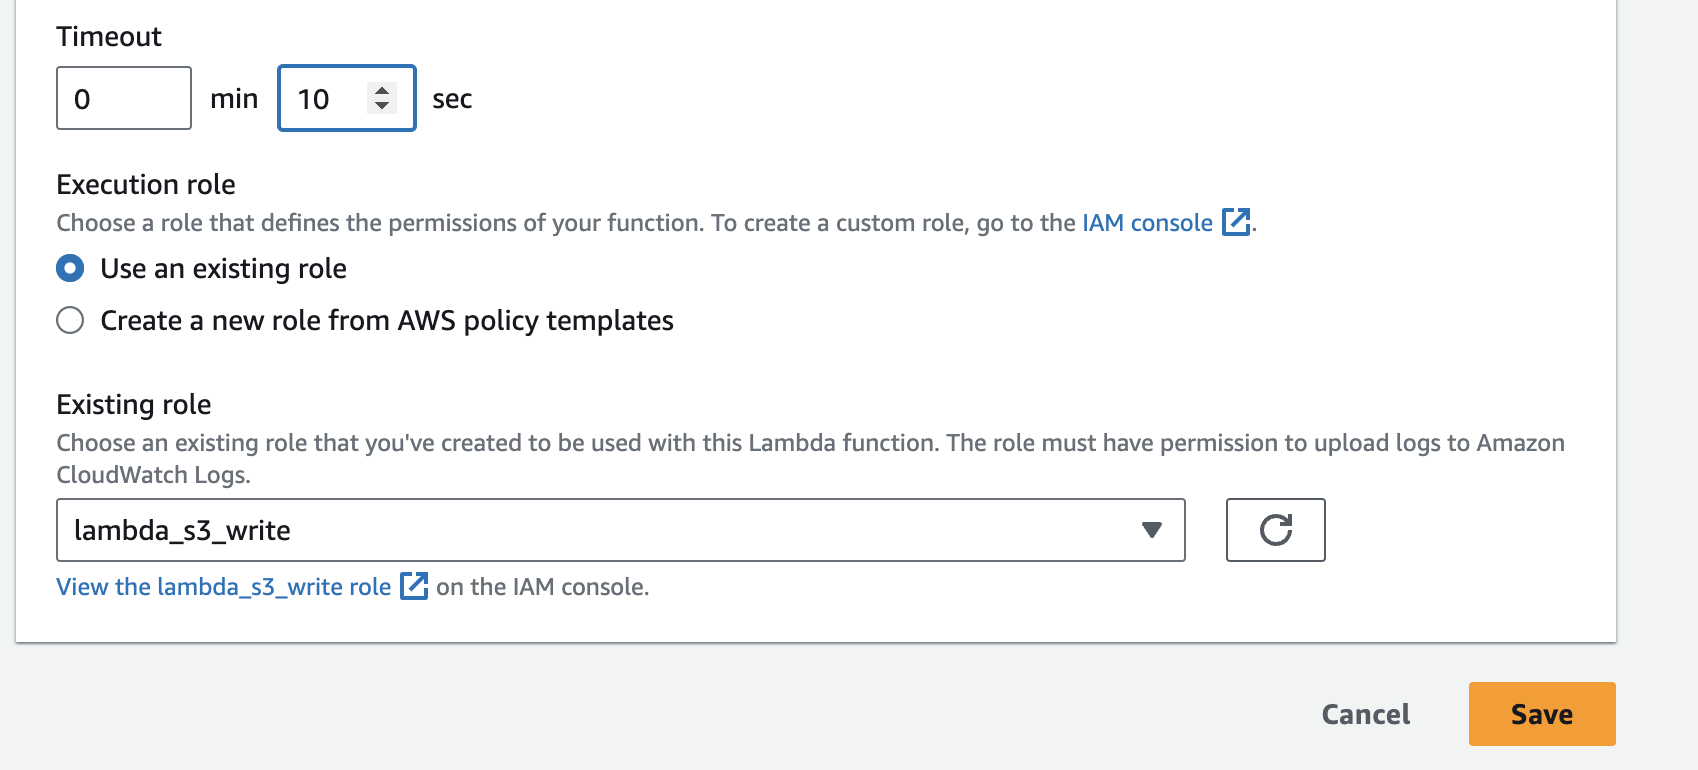 Timeout
0 min 10 sec
Execution role
Choose a role that defines the permissions of your function. To create a custom role, go to the IAM console .
Use an existing role
Create a new role from AWS policy templates
Existing role
Choose an existing role that you've created to be used with this Lambda function. The role must have permission to upload logs to Amazon
CloudWatch Logs.
lambda_s3_write
View the lambda_s3_write role on the IAM console.
Cancel Save